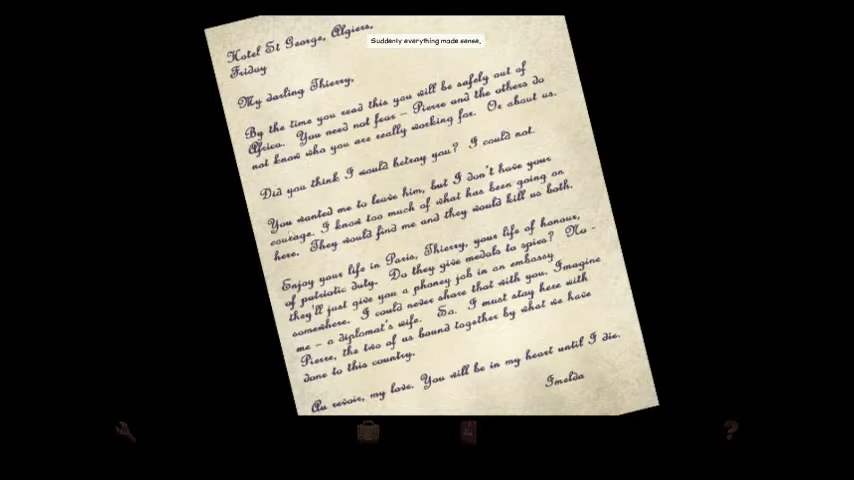 Hotel St George, Algiers,
Suddenly everything made sense.
Friday
My darling Thierry,
By the time you read this you will be safely out of
Africa. You need not fear - Pierre and the others do
not know who you are really working for. Or about us.
Did you think I would betray you? I could not.
You wanted me to leave him, but I don't have your
courage. I know too much of what has been going on
here. They would find me and they would kill us both.
Enjoy your life in Paris, Thierry, your life of honour,
of patriotic duty. Do they give medals to spies? No -
they'll just give you a phoney job in an embassy
somewhere. I could never share that with you. Imagine
me - a diplomat's wife. So. I must stay here with
Pierre, the two of us bound together by what we have
done to this country.
Au revoir, my love. You will be in my heart until I die.
Imelda
?